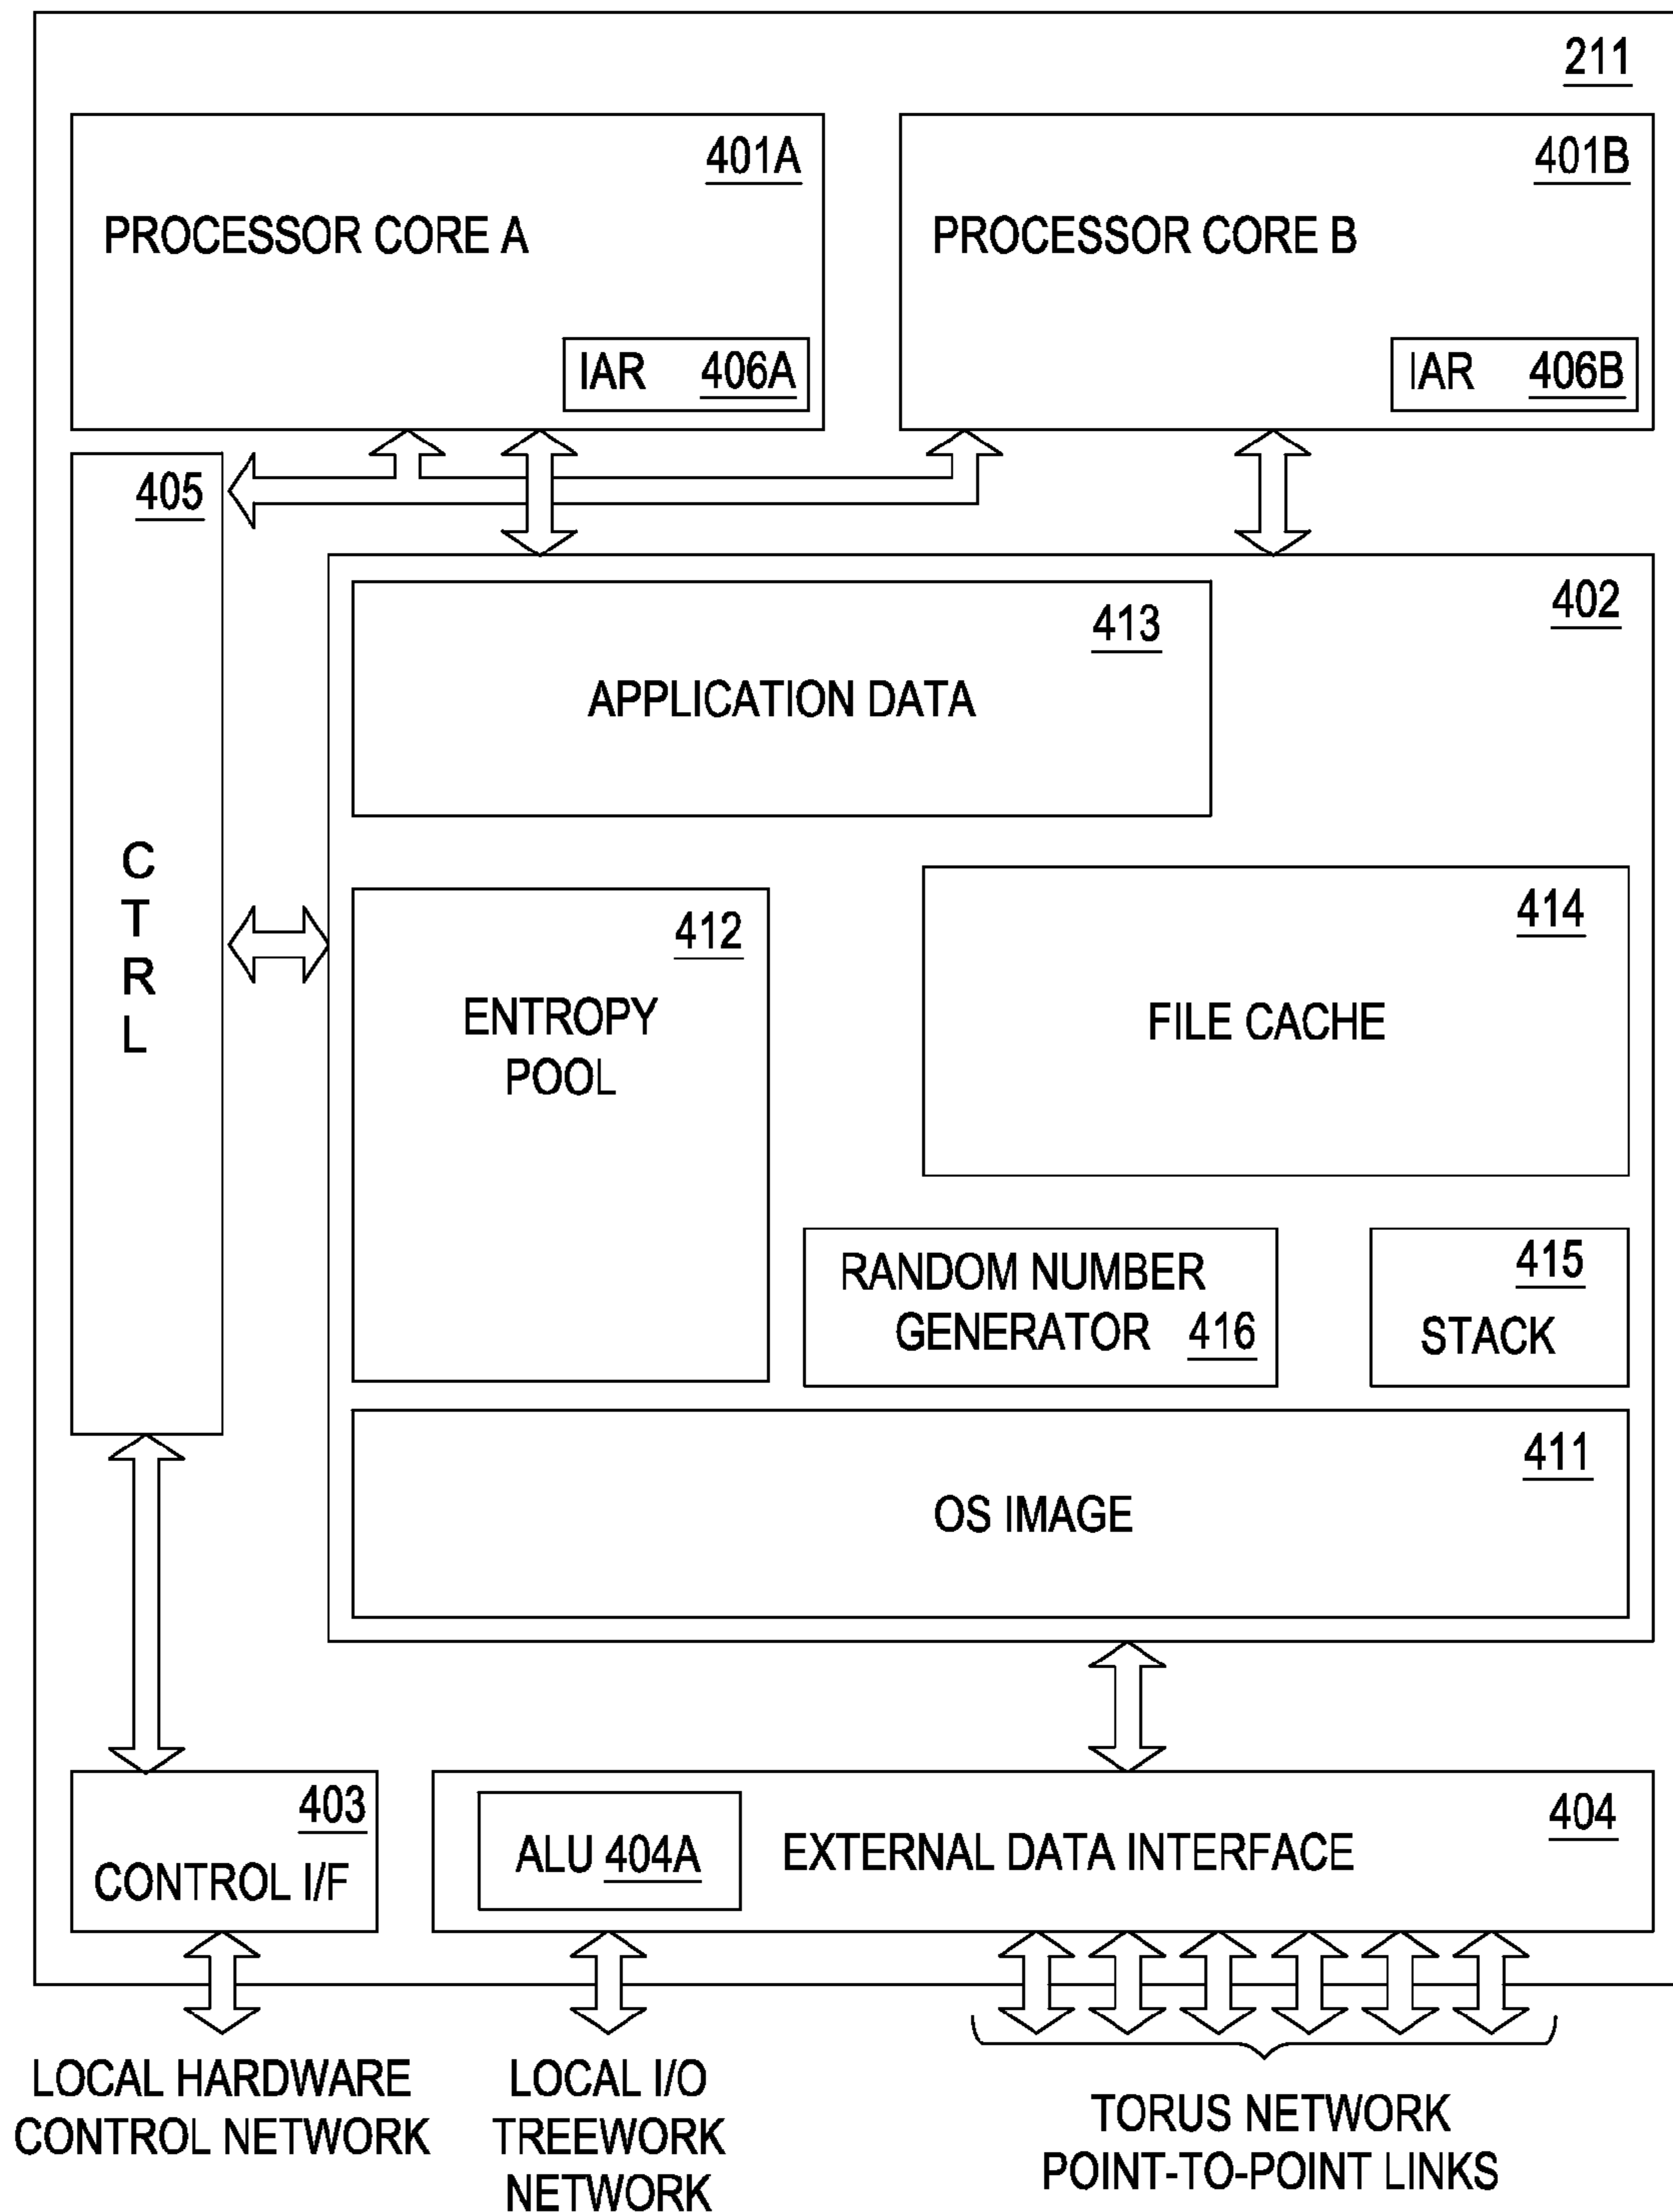 211
401A
PROCESSOR CORE A
IAR 406A
401B
PROCESSOR CORE B
IAR 406B
405
CTRL
402
413
APPLICATION DATA
412
ENTROPY
POOL
414
FILE CACHE
RANDOM NUMBER
GENERATOR 416
415
STACK
411
OS IMAGE
403
CONTROL I/F
404
ALU 404A
EXTERNAL DATA INTERFACE
LOCAL HARDWARE
CONTROL NETWORK
LOCAL I/O
TREEWORK
NETWORK
TORUS NETWORK
POINT-TO-POINT LINKS